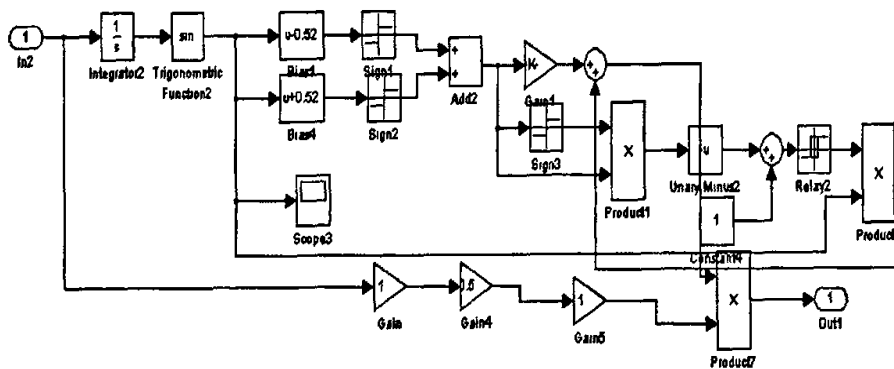 1
In2
1
s
Integrator2
sin
Trigonometric
Function2
u-0.52
Bias1
Sign1
u+0.52
Bias4
Sign2
+
+
Add2
K-
Gain1
+
+
Sign3
X
Product1
-u
Unary Minus2
+
+
Relay2
X
Product
1
Constant4
Scope3
1
Gain
0.5
Gain4
1
Gain5
X
Product7
1
Out1